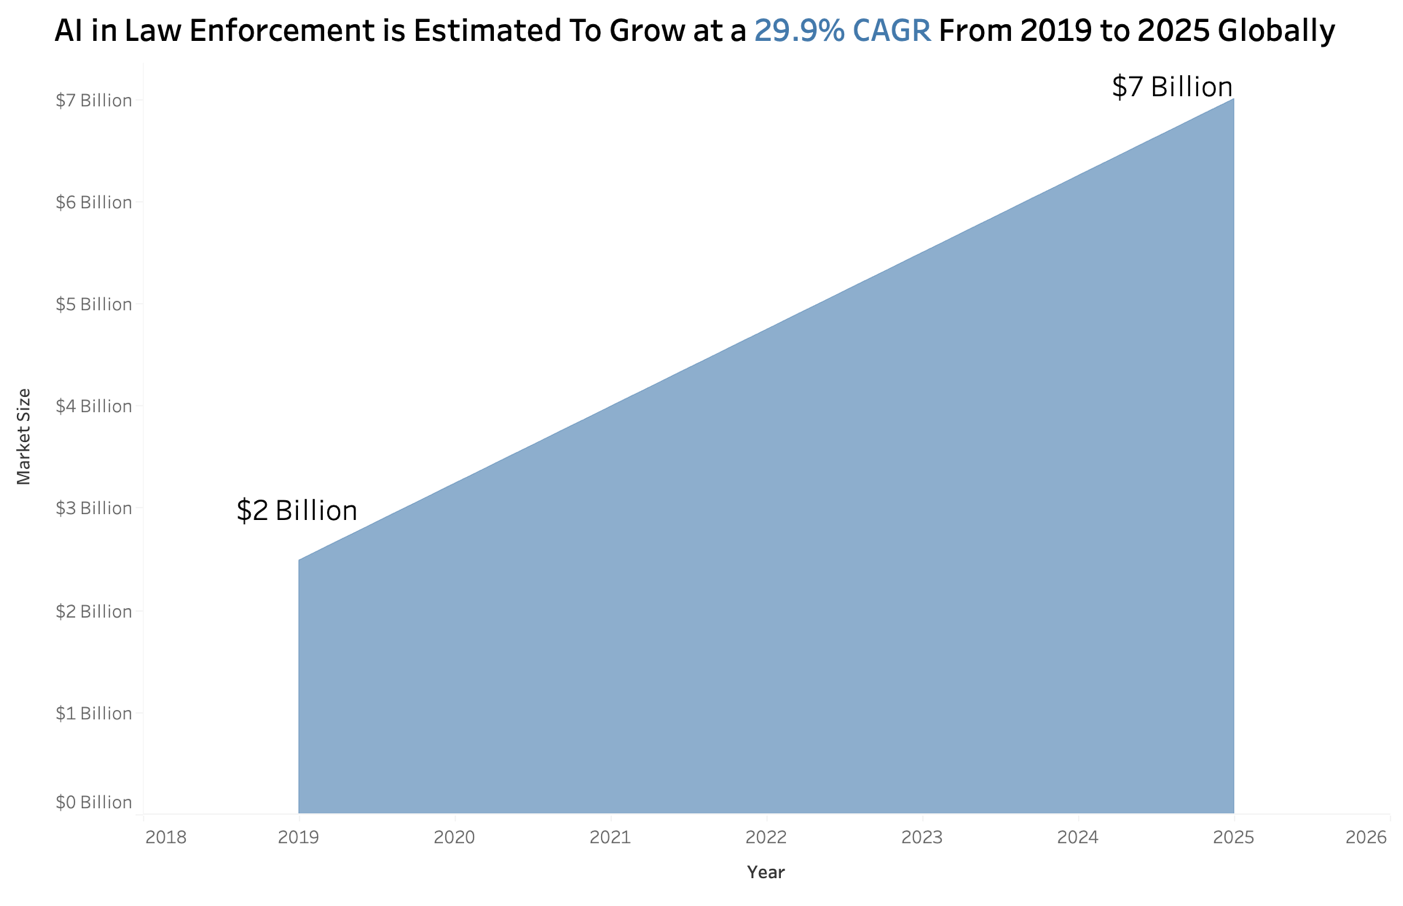 AI in Law Enforcement is Estimated To Grow at a 29.9% CAGR From 2019 to 2025 Globally
$7 Billion
$7 Billion
$6 Billion
$5 Billion
$4 Billion
$3 Billion
$2 Billion
$2 Billion
$1 Billion
$0 Billion
Market Size
2018 2019 2020 2021 2022 2023 2024 2025 2026
Year